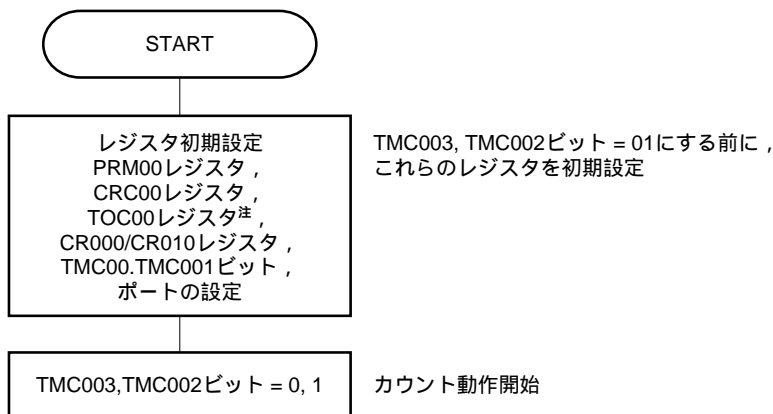 START
レジスタ初期設定
PRM00レジスタ，
CRC00レジスタ，
TOC00レジスタ注，
CR000/CR010レジスタ，
TMC00.TMC001ビット，
ポートの設定
TMC003, TMC002ビット = 01にする前に，
これらのレジスタを初期設定
TMC003,TMC002ビット = 0, 1
カウント動作開始